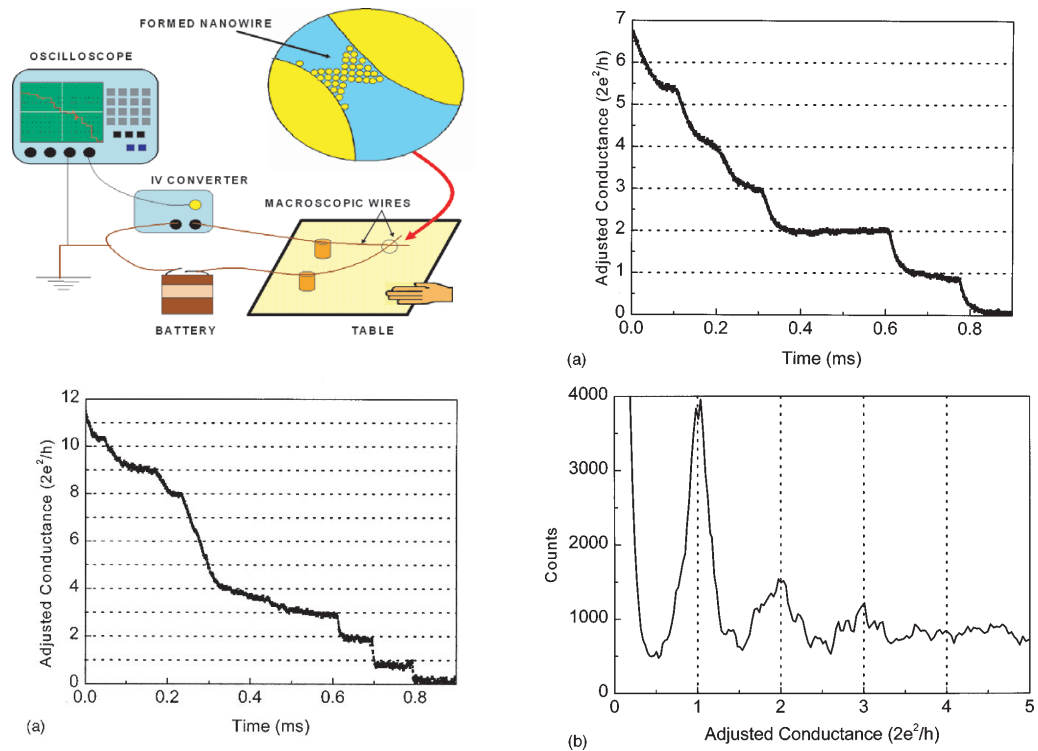 FORMED NANOWIRE
OSCILLOSCOPE
IV CONVERTER
MACROSCOPIC WIRES
BATTERY
TABLE
Adjusted Conductance (2e²/h)
7
6
5
4
3
2
1
0
0.0 0.2 0.4 0.6 0.8
(a) Time (ms)
Adjusted Conductance (2e²/h)
12
10
8
6
4
2
0
0.0 0.2 0.4 0.6 0.8
(a) Time (ms)
Counts
4000
3000
2000
1000
0
0 1 2 3 4 5
(b) Adjusted Conductance (2e²/h)